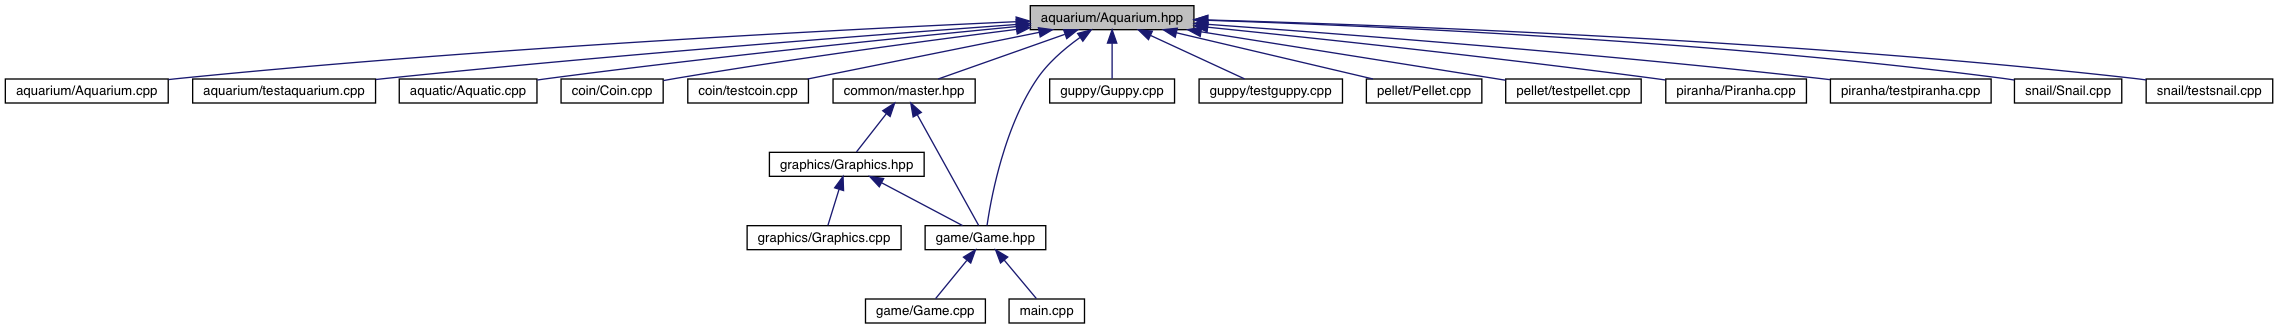 aquarium/Aquarium.hpp
aquarium/Aquarium.cpp
aquarium/testaquarium.cpp
aquatic/Aquatic.cpp
coin/Coin.cpp
coin/testcoin.cpp
common/master.hpp
guppy/Guppy.cpp
guppy/testguppy.cpp
pellet/Pellet.cpp
pellet/testpellet.cpp
piranha/Piranha.cpp
piranha/testpiranha.cpp
snail/Snail.cpp
snail/testsnail.cpp
graphics/Graphics.hpp
graphics/Graphics.cpp
game/Game.hpp
game/Game.cpp
main.cpp